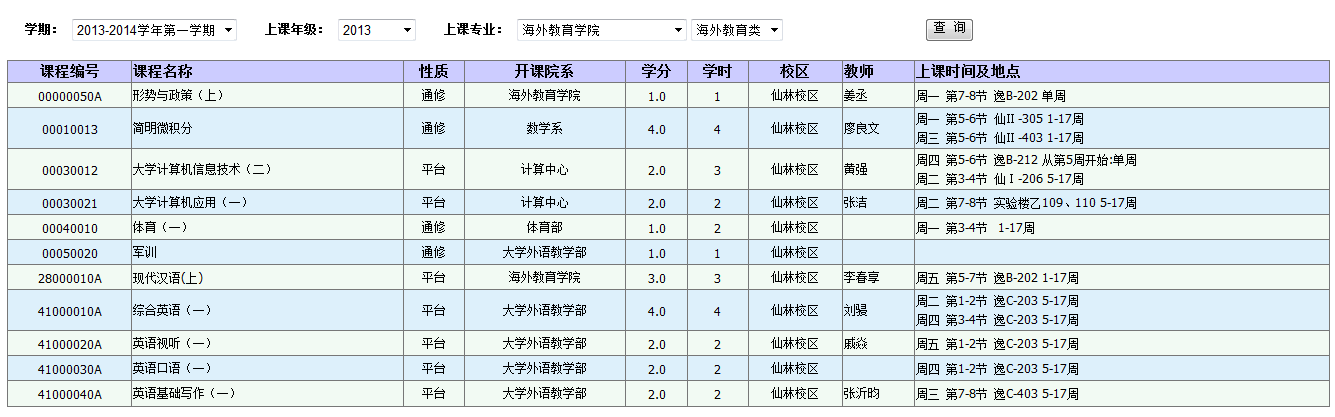 学期： 2013-2014学年第一学期 上课年级： 2013 上课专业： 海外教育学院 海外教育类 查 询
课程编号 课程名称 性质 开课院系 学分 学时 校区 教师 上课时间及地点
00000050A 形势与政策（上） 通修 海外教育学院 1.0 1 仙林校区 姜丞 周一 第7-8节 逸B-202 单周
00010013 简明微积分 通修 数学系 4.0 4 仙林校区 廖良文 周一 第5-6节 仙II -305 1-17周
周三 第5-6节 仙II -403 1-17周
00030012 大学计算机信息技术（二） 平台 计算中心 2.0 3 仙林校区 黄强 周四 第5-6节 逸B-212 从第5周开始:单周
周二 第3-4节 仙 I -206 5-17周
00030021 大学计算机应用（一） 平台 计算中心 2.0 2 仙林校区 张洁 周二 第7-8节 实验楼乙109、110 5-17周
00040010 体育（一） 通修 体育部 1.0 2 仙林校区 周一 第3-4节 1-17周
00050020 军训 通修 大学外语教学部 1.0 1 仙林校区
28000010A 现代汉语(上) 平台 海外教育学院 3.0 3 仙林校区 李春享 周五 第5-7节 逸B-202 1-17周
41000010A 综合英语（一） 平台 大学外语教学部 4.0 4 仙林校区 刘骎 周二 第1-2节 逸C-203 5-17周
周四 第3-4节 逸C-203 5-17周
41000020A 英语视听（一） 平台 大学外语教学部 2.0 2 仙林校区 戚焱 周五 第1-2节 逸C-203 5-17周
41000030A 英语口语（一） 平台 大学外语教学部 2.0 2 仙林校区 周四 第1-2节 逸C-203 5-17周
41000040A 英语基础写作（一） 平台 大学外语教学部 2.0 2 仙林校区 张沂昀 周三 第7-8节 逸C-403 5-17周